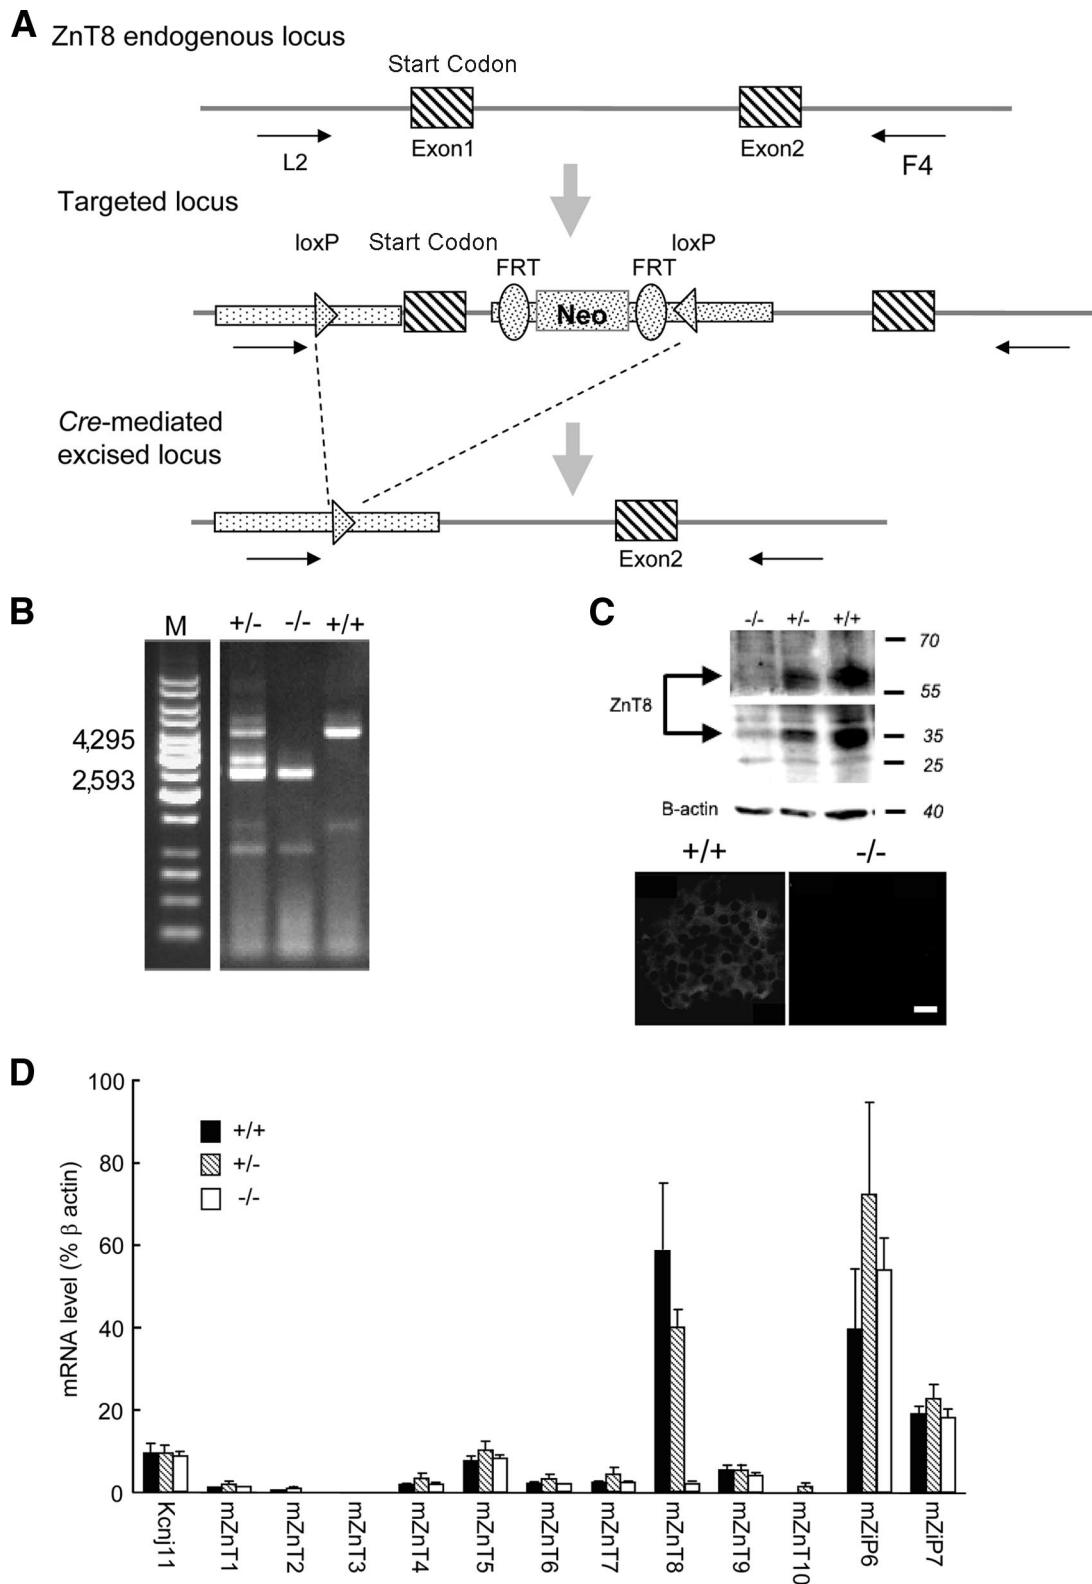 A ZnT8 endogenous locus
Start Codon
Exon1
Exon2
L2
F4
Targeted locus
loxP
Start Codon
loxP
FRT
FRT
Neo
Cre-mediated
excised locus
Exon2
B
M
+/-
-/-
+/+
4,295
2,593
C
-/-
+/-
+/+
70
ZnT8
55
35
25
B-actin
40
+/+
-/-
D
mRNA level (% β actin)
100
80
60
40
20
0
+/+
+/-
-/-
Kcnj11
mZnT1
mZnT2
mZnT3
mZnT4
mZnT5
mZnT6
mZnT7
mZnT8
mZnT9
mZnT10
mZiP6
mZiP7